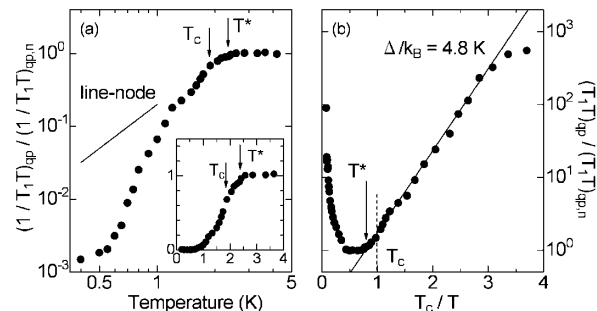 (a)
T_C
T*
line-node
(1 / T_1T)_qp / (1 / T_1T)_qp,n
10^0
10^-1
10^-2
10^-3
0.5
1
5
Temperature (K)
T_C
T*
1
0
0 1 2 3 4
(b)
Δ/k_B = 4.8 K
T*
T_C
(T_1T)_qp / (T_1T)_qp,n
10^2
10^1
10^0
0 1 2 3 4
T_C / T